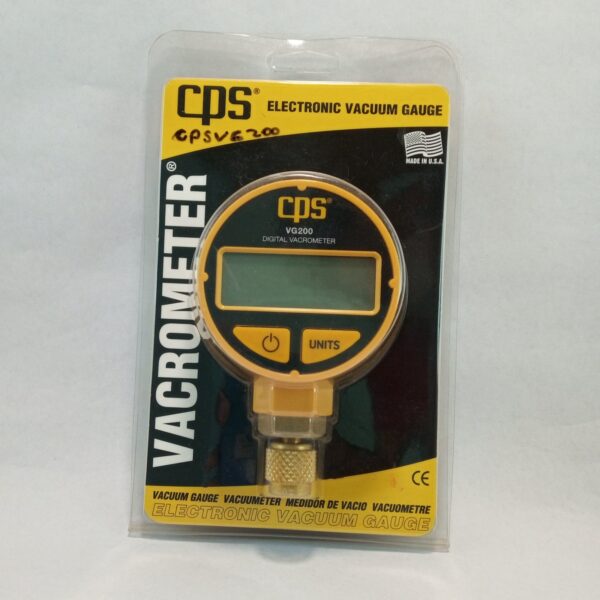 CPS® ELECTRONIC VACUUM GAUGE
CPSVG200
MADE IN U.S.A.
VACROMETER®
CPS®
VG200
DIGITAL VACROMETER
UNITS
CE
VACUUM GAUGE VACUUMETER MEDIDÓR DE VACIO VACUOMETRE
ELECTRONIC VACUUM GAUGE